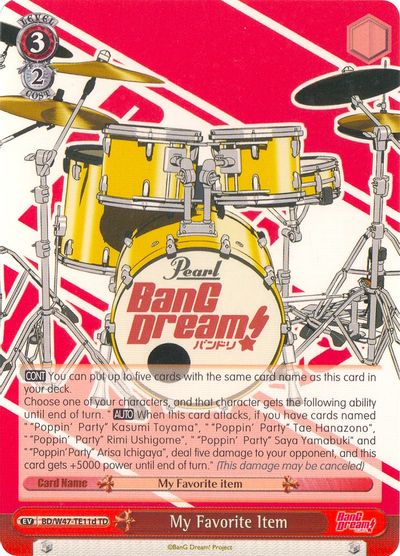 LEVEL
3
2
COST
Pearl
BanG
Dream!
バンドリ
CONT You can put up to five cards with the same card name as this card in
your deck.
Choose one of your characters, and that character gets the following ability
until end of turn. AUTO When this card attacks, if you have cards named
" "Poppin' Party" Kasumi Toyama", " "Poppin' Party" Tae Hanazono",
" "Poppin' Party" Rimi Ushigome", " "Poppin' Party" Saya Yamabuki" and
" "Poppin' Party" Arisa Ichigaya", deal five damage to your opponent, and this
card gets +5000 power until end of turn." (This damage may be canceled)
Card Name My Favorite item
EV BD/W47-TE11d TD My Favorite Item BanG Dream!
©BanG Dream! Project